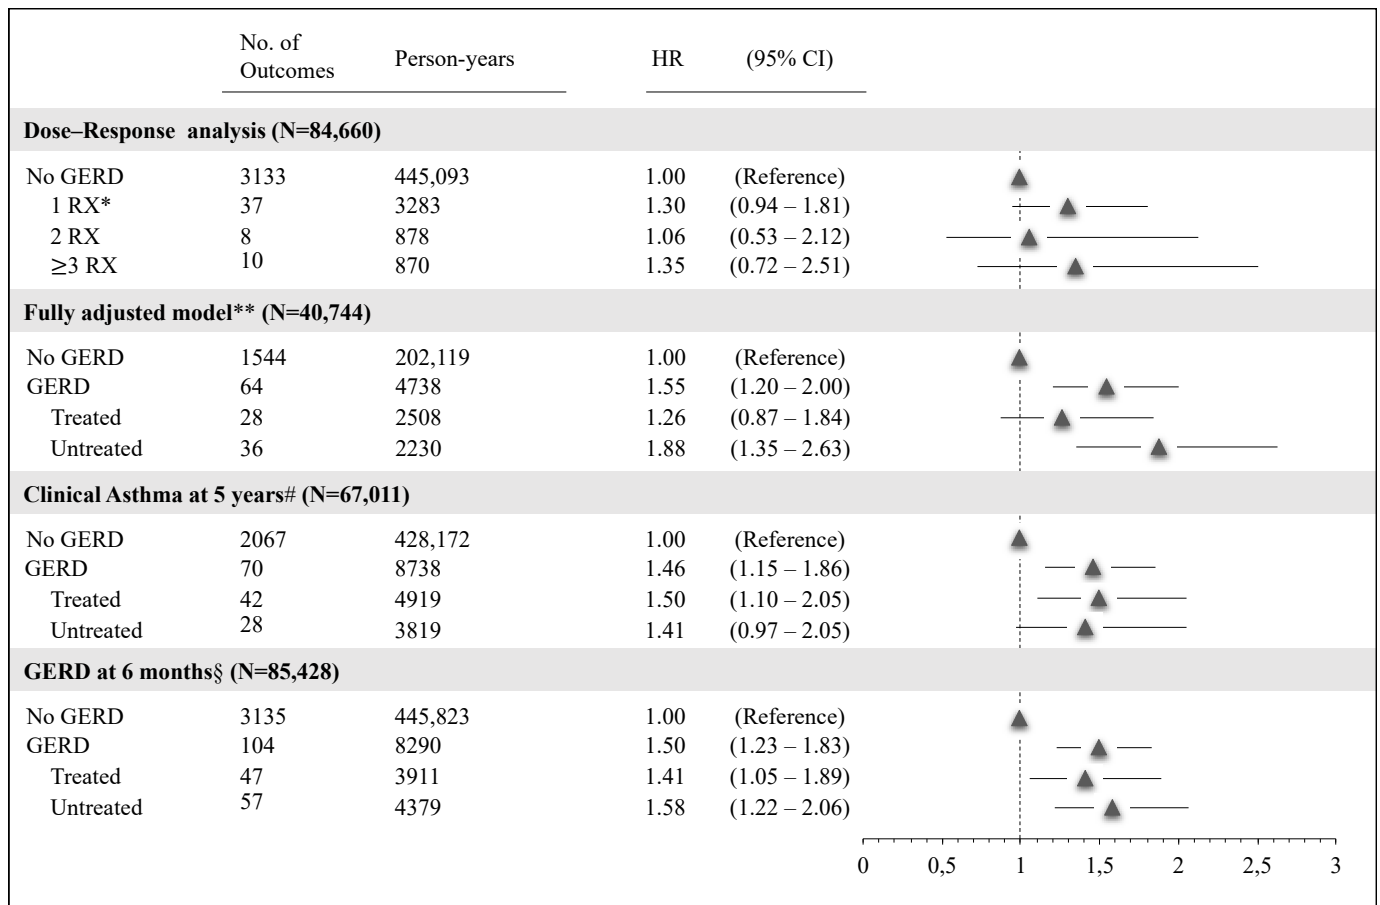 No. of
Outcomes Person-years HR (95% CI)
Dose–Response analysis (N=84,660)
No GERD 3133 445,093 1.00 (Reference)
1 RX* 37 3283 1.30 (0.94 – 1.81)
2 RX 8 878 1.06 (0.53 – 2.12)
≥3 RX 10 870 1.35 (0.72 – 2.51)
Fully adjusted model** (N=40,744)
No GERD 1544 202,119 1.00 (Reference)
GERD 64 4738 1.55 (1.20 – 2.00)
Treated 28 2508 1.26 (0.87 – 1.84)
Untreated 36 2230 1.88 (1.35 – 2.63)
Clinical Asthma at 5 years# (N=67,011)
No GERD 2067 428,172 1.00 (Reference)
GERD 70 8738 1.46 (1.15 – 1.86)
Treated 42 4919 1.50 (1.10 – 2.05)
Untreated 28 3819 1.41 (0.97 – 2.05)
GERD at 6 months§ (N=85,428)
No GERD 3135 445,823 1.00 (Reference)
GERD 104 8290 1.50 (1.23 – 1.83)
Treated 47 3911 1.41 (1.05 – 1.89)
Untreated 57 4379 1.58 (1.22 – 2.06)
0 0,5 1 1,5 2 2,5 3